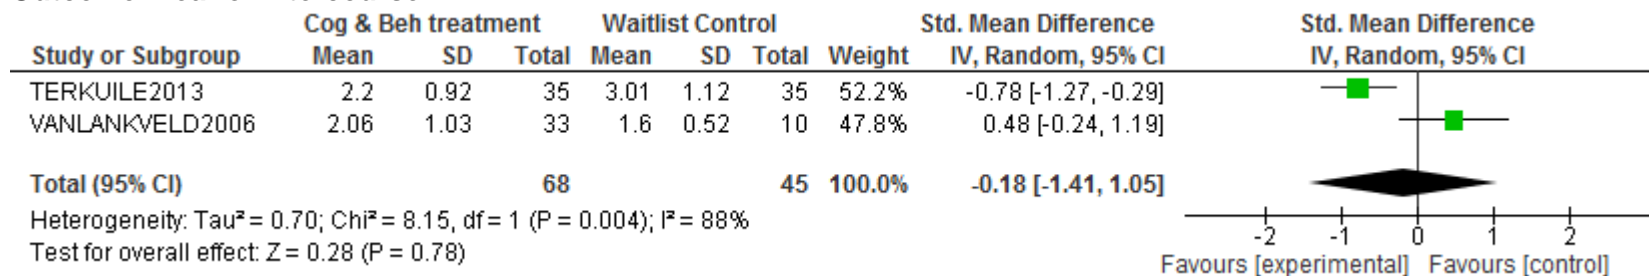 Cog & Beh treatment Waitlist Control Std. Mean Difference Std. Mean Difference
Study or Subgroup Mean SD Total Mean SD Total Weight IV, Random, 95% CI IV, Random, 95% CI
TERKUILE2013 2.2 0.92 35 3.01 1.12 35 52.2% -0.78 [-1.27, -0.29]
VANLANKVELD2006 2.06 1.03 33 1.6 0.52 10 47.8% 0.48 [-0.24, 1.19]
Total (95% CI) 68 45 100.0% -0.18 [-1.41, 1.05]
Heterogeneity: Tau² = 0.70; Chi² = 8.15, df = 1 (P = 0.004); I² = 88%
Test for overall effect: Z = 0.28 (P = 0.78)
-2 -1 0 1 2
Favours [experimental] Favours [control]